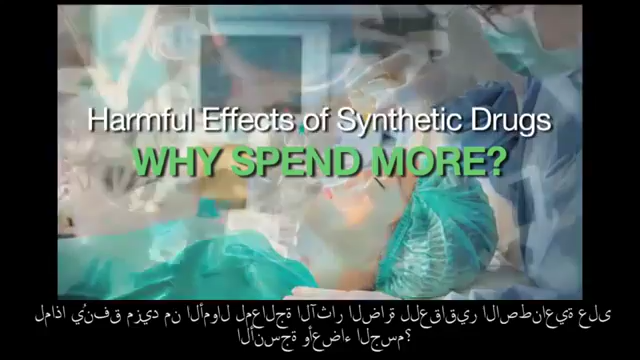 Harmful Effects of Synthetic Drugs
WHY SPEND MORE?
لماذا يُنفق مزيد من الأموال لمعالجة الآثار الضارة للعقاقير الاصطناعية على
الأنسجة وأعضاء الجسم؟